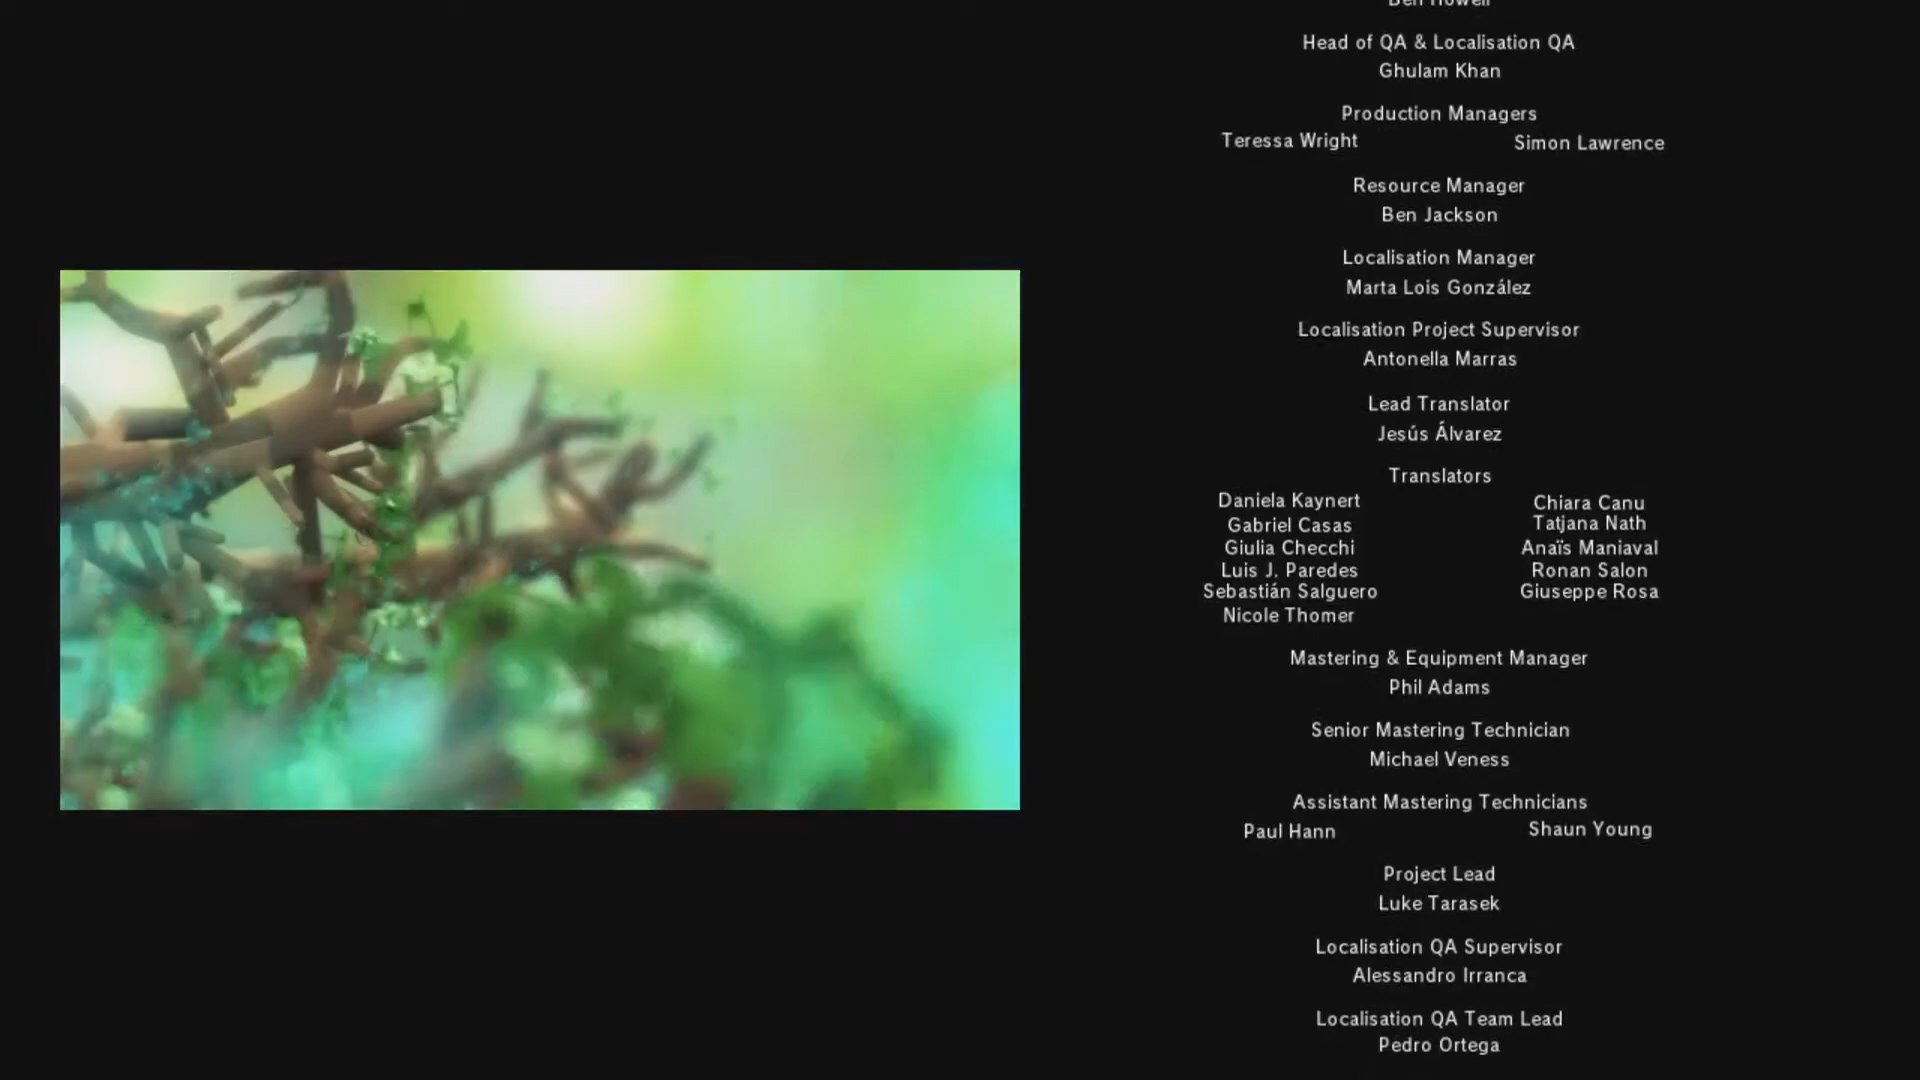 Ben Howell
Head of QA & Localisation QA
Ghulam Khan
Production Managers
Teressa Wright Simon Lawrence
Resource Manager
Ben Jackson
Localisation Manager
Marta Lois González
Localisation Project Supervisor
Antonella Marras
Lead Translator
Jesús Álvarez
Translators
Daniela Kaynert Chiara Canu
Gabriel Casas Tatjana Nath
Giulia Checchi Anaïs Maniaval
Luis J. Paredes Ronan Salon
Sebastián Salguero Giuseppe Rosa
Nicole Thomer
Mastering & Equipment Manager
Phil Adams
Senior Mastering Technician
Michael Veness
Assistant Mastering Technicians
Paul Hann Shaun Young
Project Lead
Luke Tarasek
Localisation QA Supervisor
Alessandro Irranca
Localisation QA Team Lead
Pedro Ortega